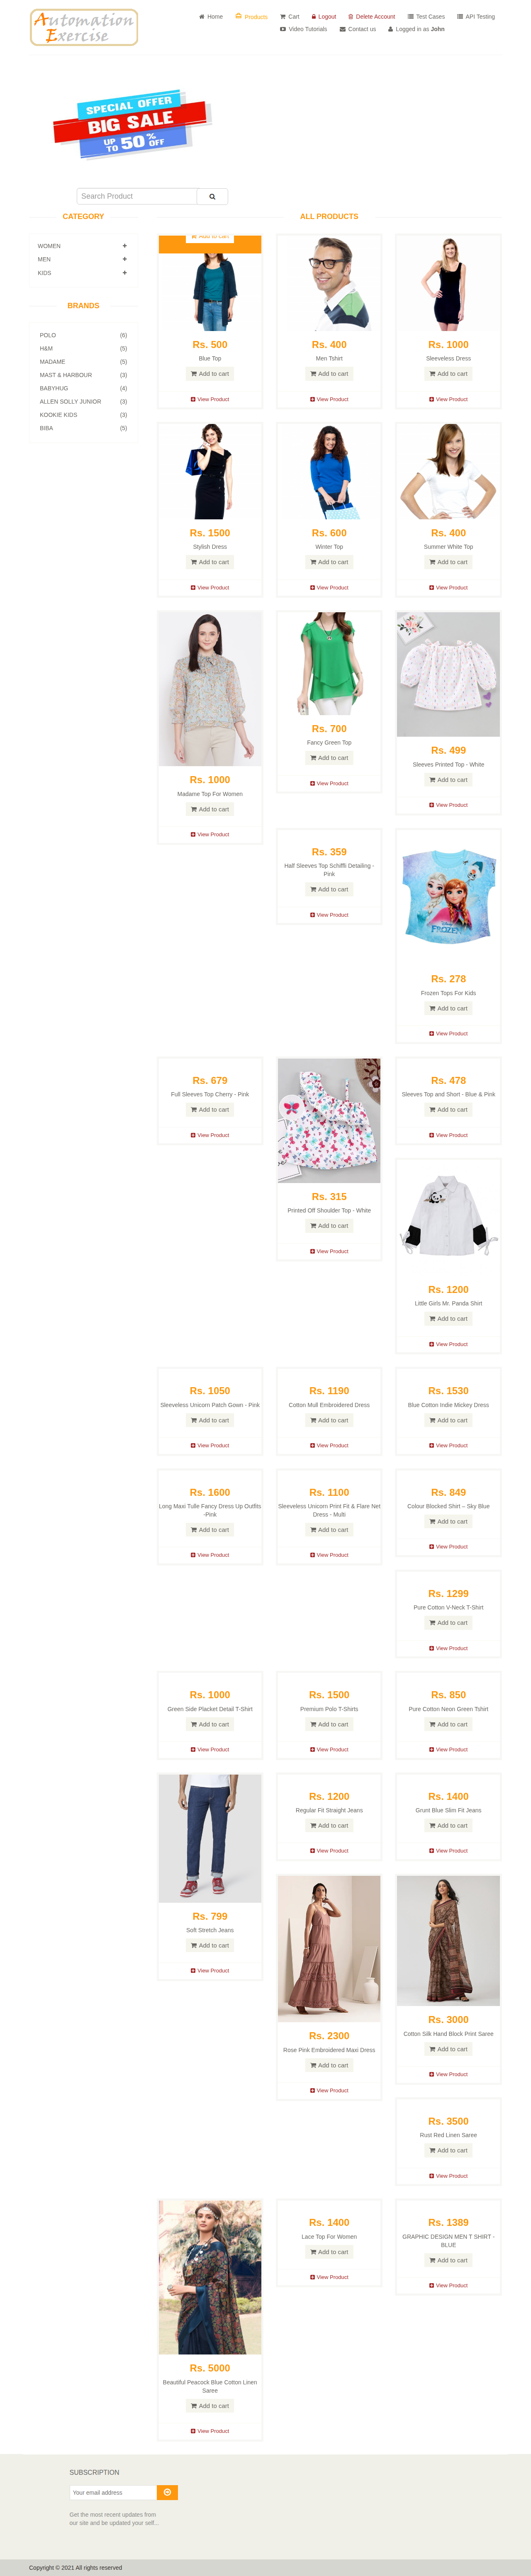 Automation
Exercise
Home
Products
Cart
Logout
Delete Account
Test Cases
API Testing
Video Tutorials
Contact us
Logged in as John
SPECIAL OFFER
BIG SALE
UP TO 50% OFF
Search Product
CATEGORY
WOMEN
MEN
KIDS
BRANDS
POLO (6)
H&M (5)
MADAME (5)
MAST & HARBOUR (3)
BABYHUG (4)
ALLEN SOLLY JUNIOR (3)
KOOKIE KIDS (3)
BIBA (5)
ALL PRODUCTS
Add to cart
Rs. 500
Blue Top
Add to cart
View Product
Rs. 400
Men Tshirt
Add to cart
View Product
Rs. 1000
Sleeveless Dress
Add to cart
View Product
Rs. 1500
Stylish Dress
Add to cart
View Product
Rs. 600
Winter Top
Add to cart
View Product
Rs. 400
Summer White Top
Add to cart
View Product
Rs. 1000
Madame Top For Women
Add to cart
View Product
Rs. 700
Fancy Green Top
Add to cart
View Product
Rs. 499
Sleeves Printed Top - White
Add to cart
View Product
Rs. 359
Half Sleeves Top Schiffli Detailing -
Pink
Add to cart
View Product
FROZEN
Rs. 278
Frozen Tops For Kids
Add to cart
View Product
Rs. 679
Full Sleeves Top Cherry - Pink
Add to cart
View Product
Rs. 315
Printed Off Shoulder Top - White
Add to cart
View Product
Rs. 478
Sleeves Top and Short - Blue & Pink
Add to cart
View Product
Rs. 1200
Little Girls Mr. Panda Shirt
Add to cart
View Product
Rs. 1050
Sleeveless Unicorn Patch Gown - Pink
Add to cart
View Product
Rs. 1190
Cotton Mull Embroidered Dress
Add to cart
View Product
Rs. 1530
Blue Cotton Indie Mickey Dress
Add to cart
View Product
Rs. 1600
Long Maxi Tulle Fancy Dress Up Outfits
-Pink
Add to cart
View Product
Rs. 1100
Sleeveless Unicorn Print Fit & Flare Net
Dress - Multi
Add to cart
View Product
Rs. 849
Colour Blocked Shirt – Sky Blue
Add to cart
View Product
Rs. 1299
Pure Cotton V-Neck T-Shirt
Add to cart
View Product
Rs. 1000
Green Side Placket Detail T-Shirt
Add to cart
View Product
Rs. 1500
Premium Polo T-Shirts
Add to cart
View Product
Rs. 850
Pure Cotton Neon Green Tshirt
Add to cart
View Product
Rs. 799
Soft Stretch Jeans
Add to cart
View Product
Rs. 1200
Regular Fit Straight Jeans
Add to cart
View Product
Rs. 1400
Grunt Blue Slim Fit Jeans
Add to cart
View Product
Rs. 2300
Rose Pink Embroidered Maxi Dress
Add to cart
View Product
Rs. 3000
Cotton Silk Hand Block Print Saree
Add to cart
View Product
Rs. 3500
Rust Red Linen Saree
Add to cart
View Product
Rs. 5000
Beautiful Peacock Blue Cotton Linen
Saree
Add to cart
View Product
Rs. 1400
Lace Top For Women
Add to cart
View Product
Rs. 1389
GRAPHIC DESIGN MEN T SHIRT -
BLUE
Add to cart
View Product
SUBSCRIPTION
Your email address
Get the most recent updates from
our site and be updated your self...
Copyright © 2021 All rights reserved